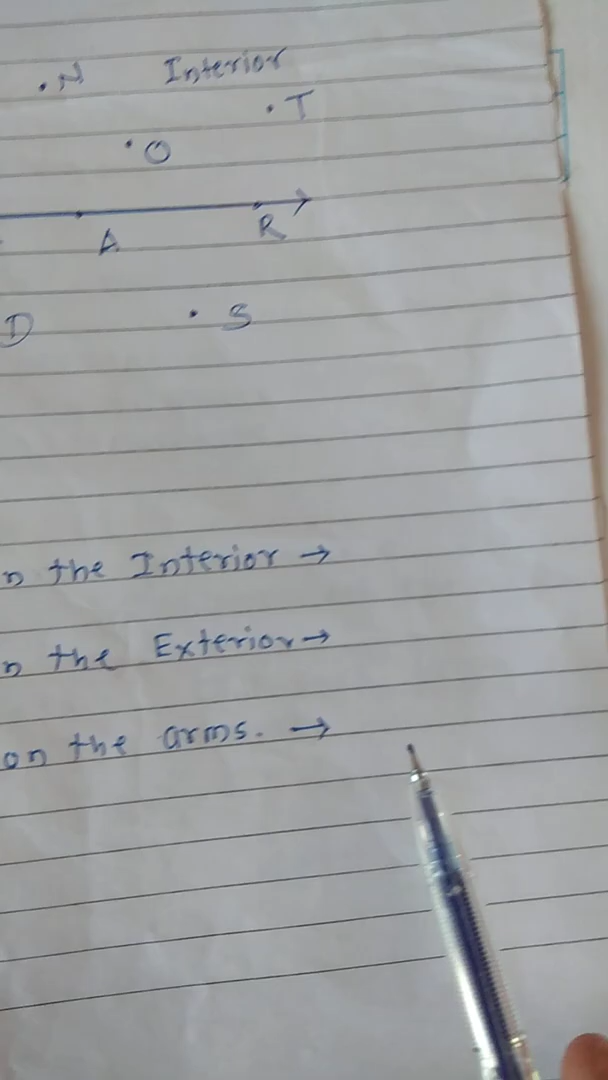 N Interior
T
O
A R
D S
n the Interior →
n the Exterior →
on the arms. →